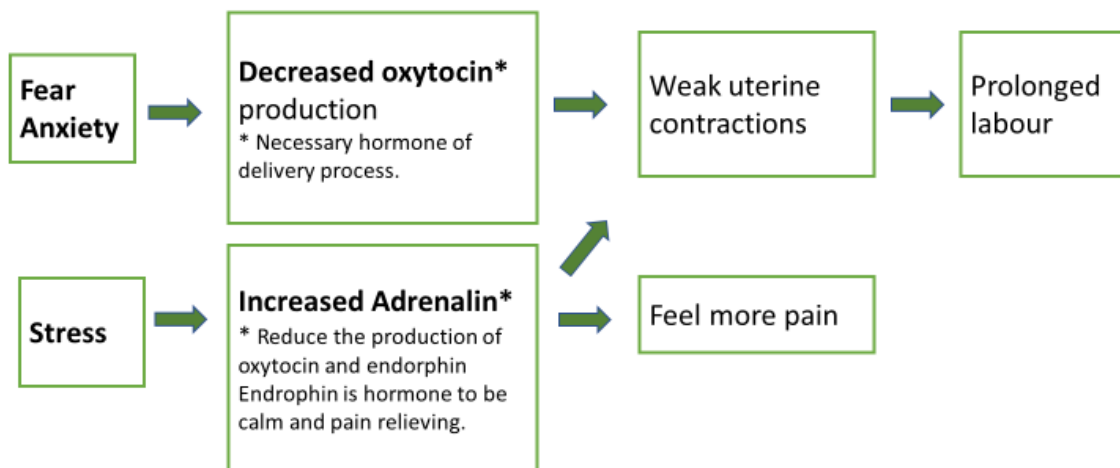 Fear
Anxiety
Decreased oxytocin*
production
* Necessary hormone of
delivery process.
Weak uterine
contractions
Prolonged
labour
Stress
Increased Adrenalin*
* Reduce the production of
oxytocin and endorphin
Endrophin is hormone to be
calm and pain relieving.
Feel more pain